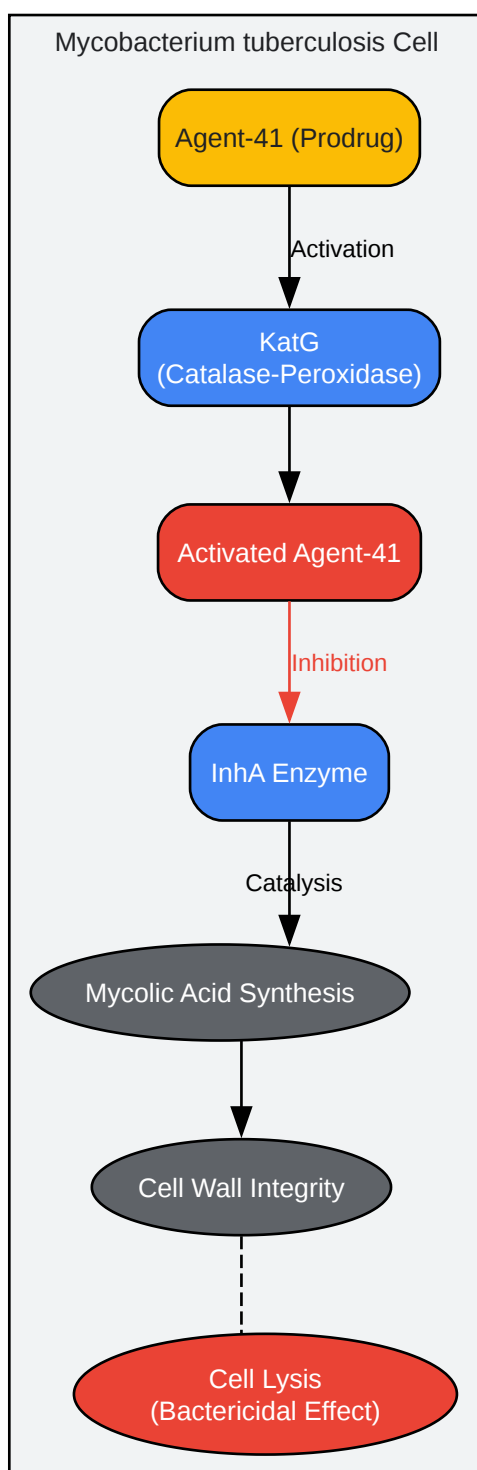 Mycobacterium tuberculosis Cell
Agent-41 (Prodrug)
Activation
KatG
(Catalase-Peroxidase)
Activated Agent-41
Inhibition
InhA Enzyme
Catalysis
Mycolic Acid Synthesis
Cell Wall Integrity
Cell Lysis
(Bactericidal Effect)